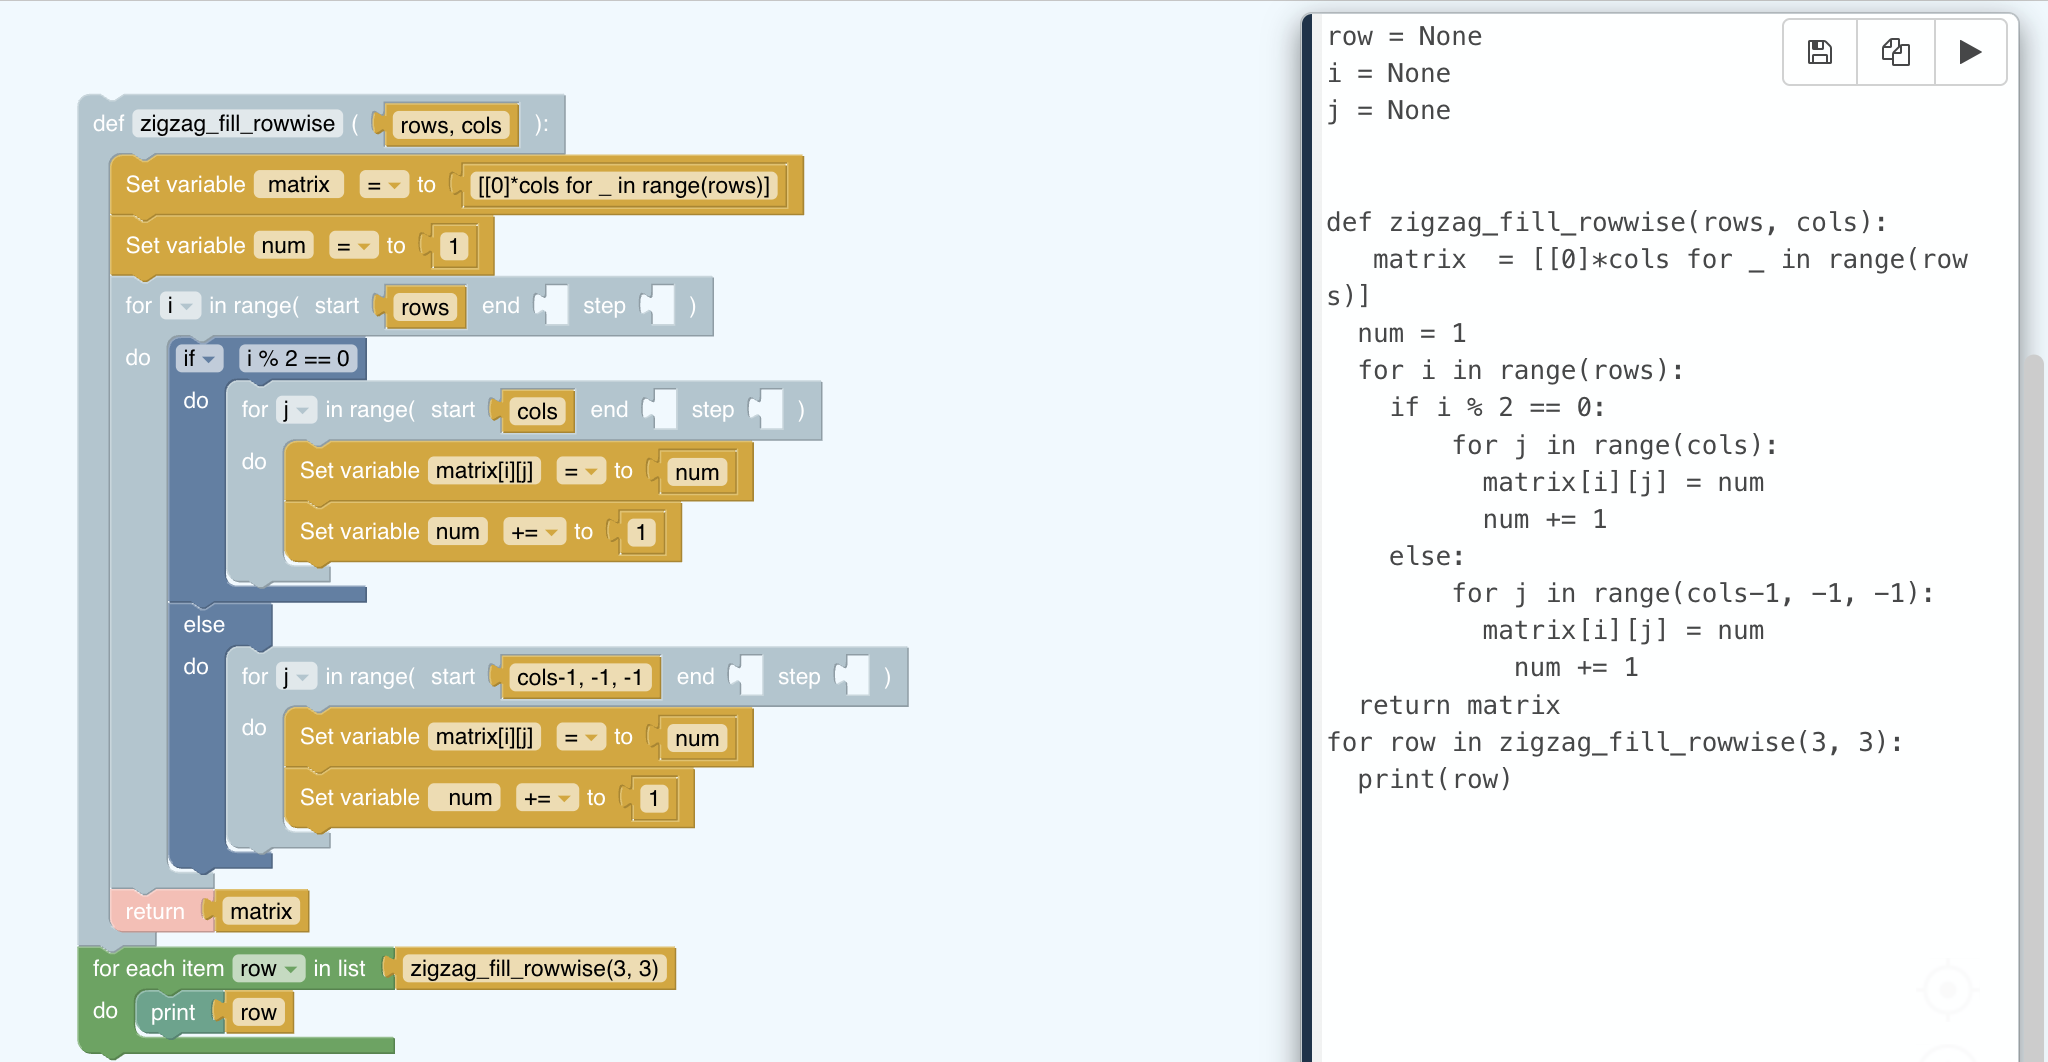 def zigzag_fill_rowwise ( rows, cols ):
Set variable matrix = to [[0]*cols for _ in range(rows)]
Set variable num = to 1
for i in range( start rows end step )
do if i % 2 == 0
do for j in range( start cols end step )
do Set variable matrix[i][j] = to num
Set variable num += to 1
else
do for j in range( start cols-1, -1, -1 end step )
do Set variable matrix[i][j] = to num
Set variable num += to 1
return matrix
for each item row in list zigzag_fill_rowwise(3, 3)
do print row
row = None
i = None
j = None
def zigzag_fill_rowwise(rows, cols):
   matrix  = [[0]*cols for _ in range(row
s)]
  num = 1
  for i in range(rows):
    if i % 2 == 0:
        for j in range(cols):
          matrix[i][j] = num
          num += 1
    else:
        for j in range(cols-1, -1, -1):
          matrix[i][j] = num
            num += 1
  return matrix
for row in zigzag_fill_rowwise(3, 3):
  print(row)